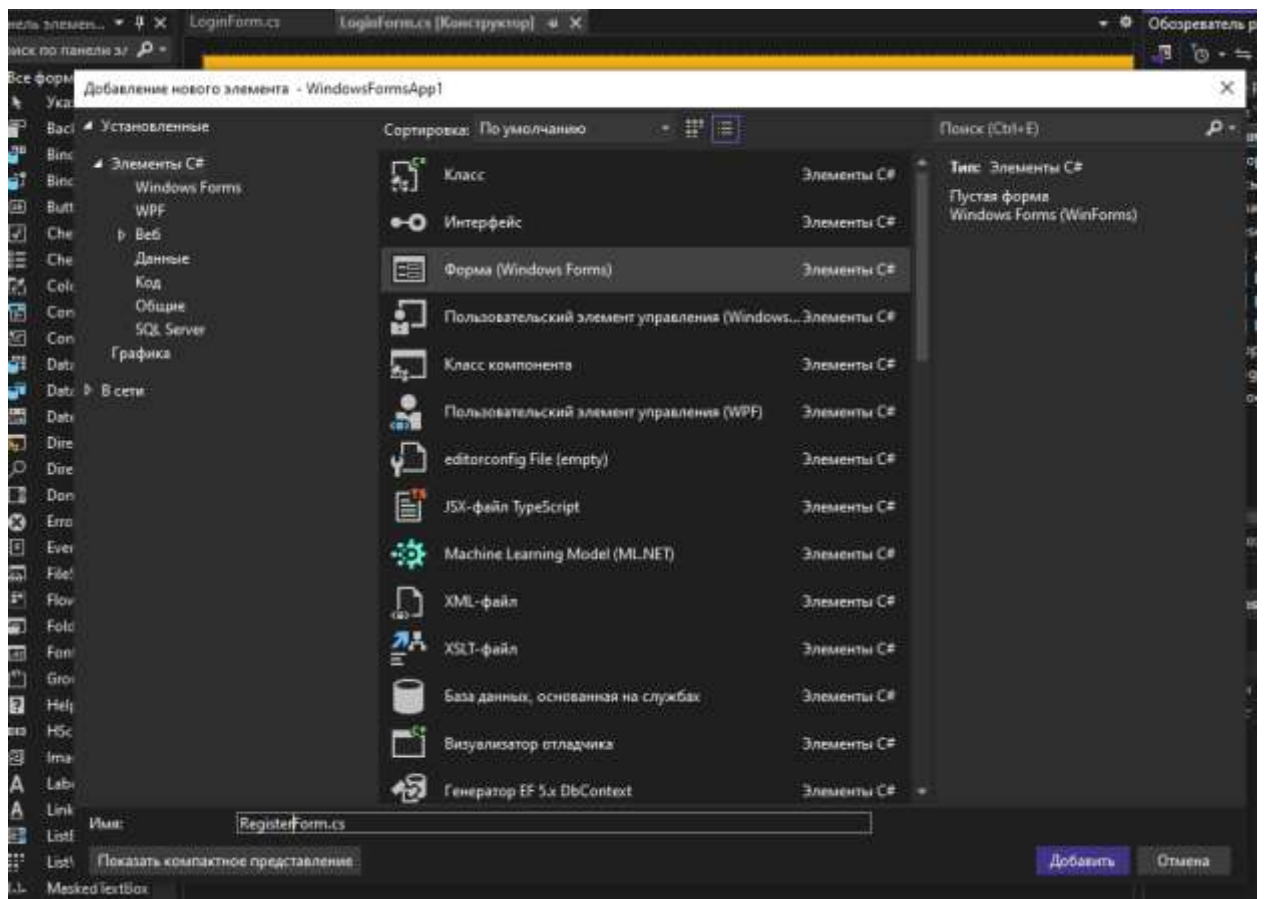 LoginForm.cs
LoginForm.cs [Конструктор]
Обозреватель р
Все форм
Добавление нового элемента - WindowsFormsApp1
Ука
Установленные
Сортировка: По умолчанию
Поиск (Ctrl+E)
Элементы C#
Windows Forms
WPF
Веб
Данные
Код
Общие
SQL Server
Графика
В сети
Класс Элементы C#
Интерфейс Элементы C#
Форма (Windows Forms) Элементы C#
Пользовательский элемент управления (Windows... Элементы C#
Класс компонента Элементы C#
Пользовательский элемент управления (WPF) Элементы C#
editorconfig File (empty) Элементы C#
JSX-файл TypeScript Элементы C#
Machine Learning Model (ML.NET) Элементы C#
XML-файл Элементы C#
XSLT-файл Элементы C#
База данных, основанная на службах Элементы C#
Визуализатор отладчика Элементы C#
Генератор EF 5.x DbContext Элементы C#
Тип: Элементы C#
Пустая форма
Windows Forms (WinForms)
Имя: RegisterForm.cs
Показать компактное представление
Добавить
Отмена
MaskedTextBox